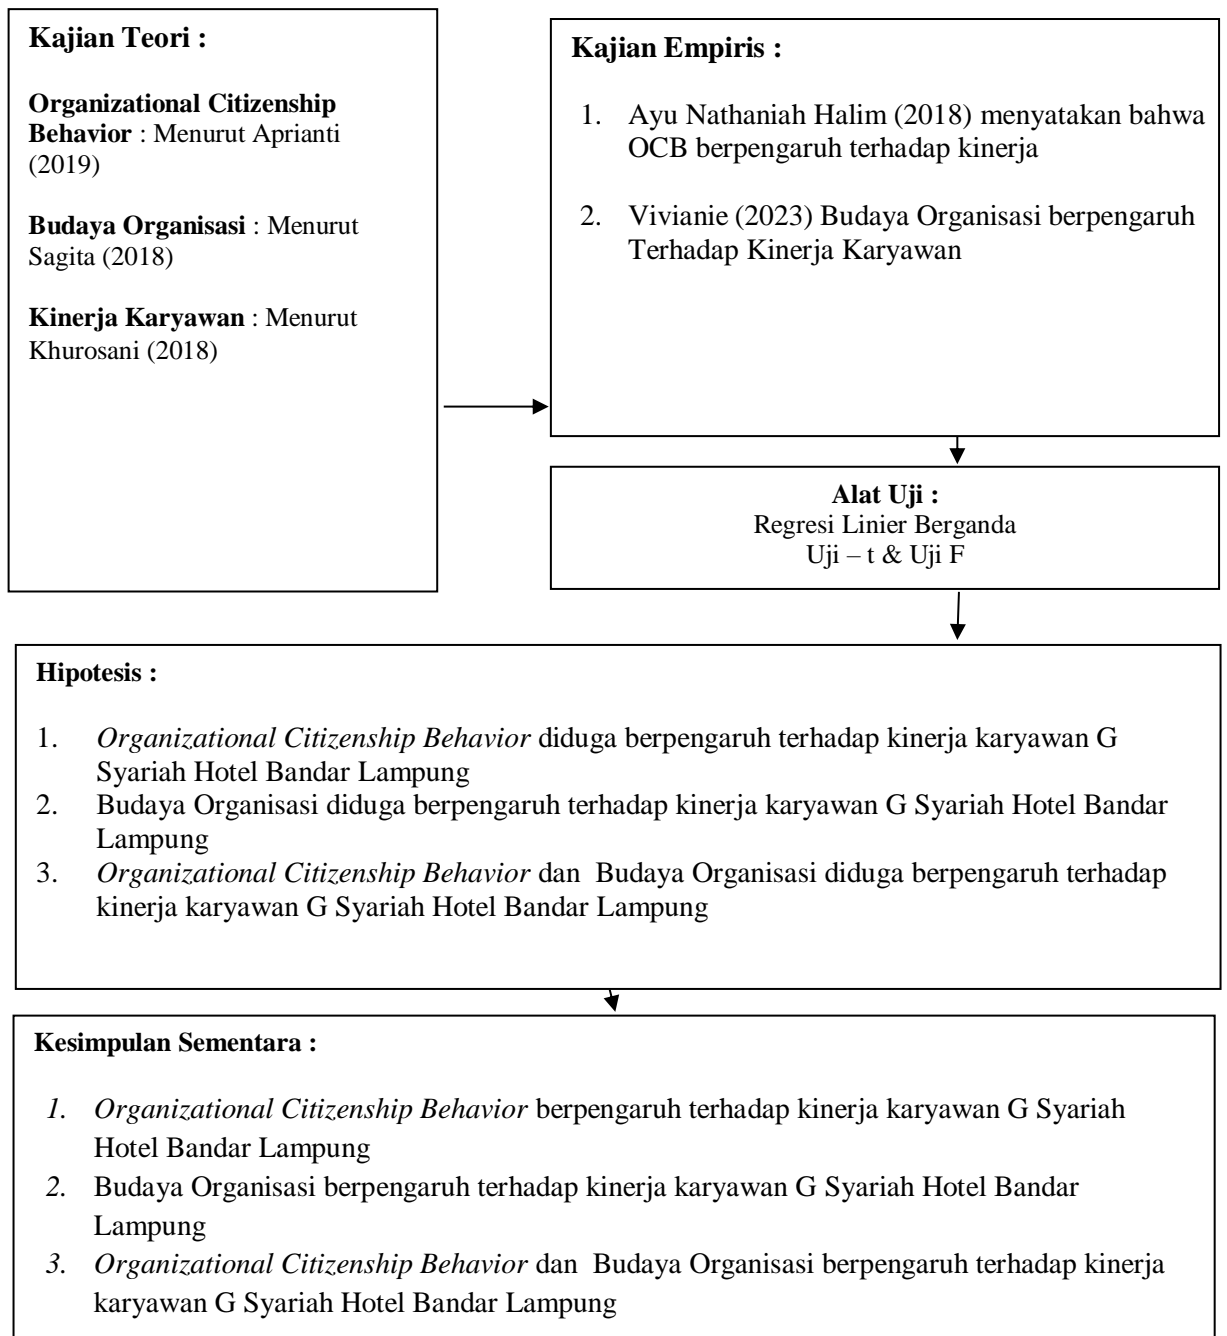 Kajian Teori :
Organizational Citizenship
Behavior : Menurut Aprianti
(2019)
Budaya Organisasi : Menurut
Sagita (2018)
Kinerja Karyawan : Menurut
Khurosani (2018)
Kajian Empiris :
1. Ayu Nathaniah Halim (2018) menyatakan bahwa
OCB berpengaruh terhadap kinerja
2. Vivianie (2023) Budaya Organisasi berpengaruh
Terhadap Kinerja Karyawan
Alat Uji :
Regresi Linier Berganda
Uji – t & Uji F
Hipotesis :
1. Organizational Citizenship Behavior diduga berpengaruh terhadap kinerja karyawan G
Syariah Hotel Bandar Lampung
2. Budaya Organisasi diduga berpengaruh terhadap kinerja karyawan G Syariah Hotel Bandar
Lampung
3. Organizational Citizenship Behavior dan Budaya Organisasi diduga berpengaruh terhadap
kinerja karyawan G Syariah Hotel Bandar Lampung
Kesimpulan Sementara :
1. Organizational Citizenship Behavior berpengaruh terhadap kinerja karyawan G Syariah
Hotel Bandar Lampung
2. Budaya Organisasi berpengaruh terhadap kinerja karyawan G Syariah Hotel Bandar
Lampung
3. Organizational Citizenship Behavior dan Budaya Organisasi berpengaruh terhadap kinerja
karyawan G Syariah Hotel Bandar Lampung